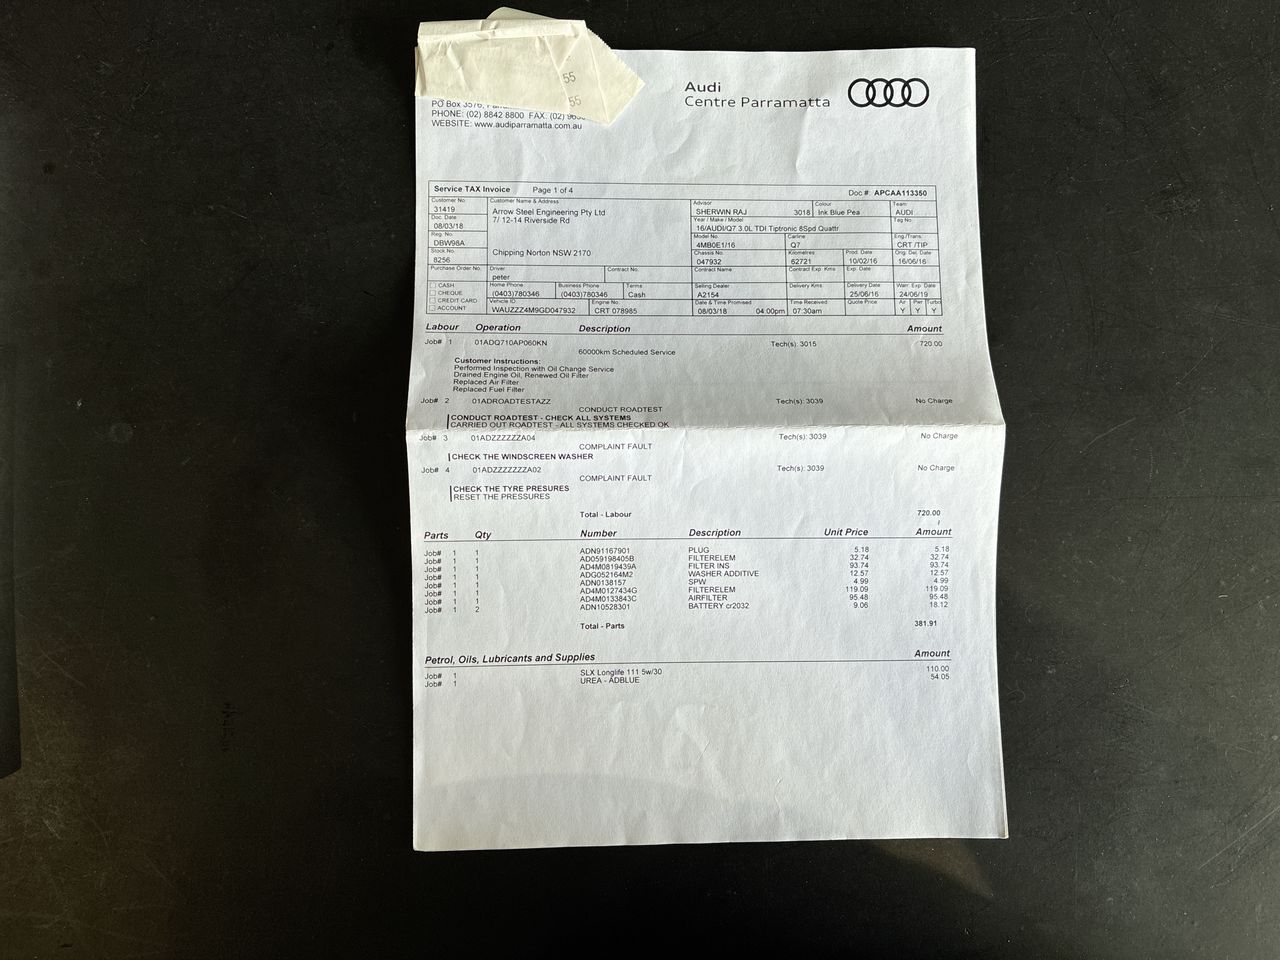 55
55
PO Box 3576,
PHONE: (02) 8842 8800 FAX. (02)
WEBSITE: www.audiparramatta.com.au
Audi
Centre Parramatta
Service TAX Invoice Page 1 of 4 Doc #: APCAA113350
Customer No. Customer Name & Address Advisor Colour Team
31419 Arrow Steel Engineering Pty Ltd SHERWIN RAJ 3018 Ink Blue Pea AUDI
Doc. Date 7/ 12-14 Riverside Rd Year / Make / Model Tag No.
08/03/18 16/AUDI/Q7 3.0L TDI Tiptronic 8Spd Quattr
Reg. No. Model No. Carline Eng./Trans.
DBW98A 4MB0E1/16 Q7 CRT /TIP
Stock No. Chipping Norton NSW 2170 Chassis No. Kilometres Prod. Date Orig. Del. Date
8256 047932 62721 10/02/16 16/06/16
Purchase Order No. Driver Contract No. Contract Name Contract Exp. Kms Exp. Date
peter
CASH Home Phone Business Phone Terms Selling Dealer Delivery Kms Delivery Date Warr. Exp. Date
CHEQUE (0403)780346 (0403)780346 Cash A2154 25/06/16 24/06/19
CREDIT CARD Vehicle ID Engine No. Date & Time Promised Time Received Quote Price Air Pwr Turbo
ACCOUNT WAUZZZ4M9GD047932 CRT 078985 08/03/18 04:00pm 07:30am Y Y Y
Labour Operation Description Amount
Job# 1 01ADQ710AP060KN Tech(s): 3015 720.00
60000km Scheduled Service
Customer Instructions:
Performed Inspection with Oil Change Service
Drained Engine Oil, Renewed Oil Filter
Replaced Air Filter
Replaced Fuel Filter
Job# 2 01ADROADTESTAZZ Tech(s): 3039 No Charge
CONDUCT ROADTEST
CONDUCT ROADTEST - CHECK ALL SYSTEMS
CARRIED OUT ROADTEST - ALL SYSTEMS CHECKED OK
Job# 3 01ADZZZZZZA04 Tech(s): 3039 No Charge
COMPLAINT FAULT
CHECK THE WINDSCREEN WASHER
Job# 4 01ADZZZZZZZA02 Tech(s): 3039 No Charge
COMPLAINT FAULT
CHECK THE TYRE PRESURES
RESET THE PRESSURES
Total - Labour 720.00
Parts Qty Number Description Unit Price Amount
Job# 1 1 ADN91167901 PLUG 5.18 5.18
Job# 1 1 AD059198405B FILTERELEM 32.74 32.74
Job# 1 1 AD4M0819439A FILTER INS 93.74 93.74
Job# 1 1 ADG052164M2 WASHER ADDITIVE 12.57 12.57
Job# 1 1 ADN0138157 SPW 4.99 4.99
Job# 1 1 AD4M0127434G FILTERELEM 119.09 119.09
Job# 1 1 AD4M0133843C AIRFILTER 95.48 95.48
Job# 1 2 ADN10528301 BATTERY cr2032 9.06 18.12
Total - Parts 381.91
Petrol, Oils, Lubricants and Supplies Amount
Job# 1 SLX Longlife 111 5w/30 110.00
Job# 1 UREA - ADBLUE 54.05